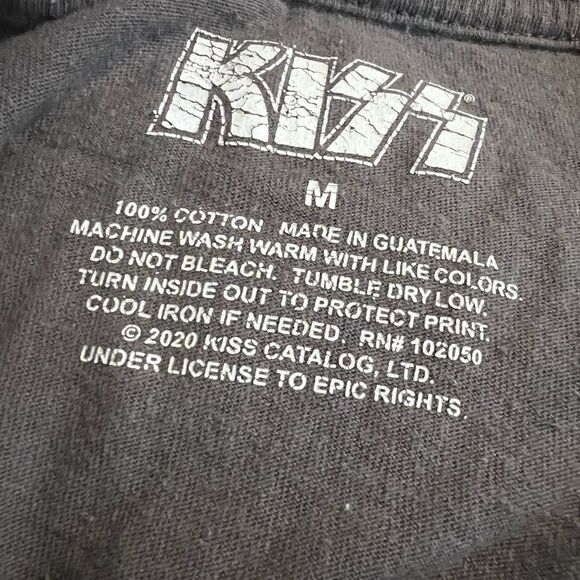 KISS®
M
100% COTTON MADE IN GUATEMALA
MACHINE WASH WARM WITH LIKE COLORS.
DO NOT BLEACH. TUMBLE DRY LOW.
TURN INSIDE OUT TO PROTECT PRINT.
COOL IRON IF NEEDED. RN# 102050
© 2020 KISS CATALOG, LTD.
UNDER LICENSE TO EPIC RIGHTS.